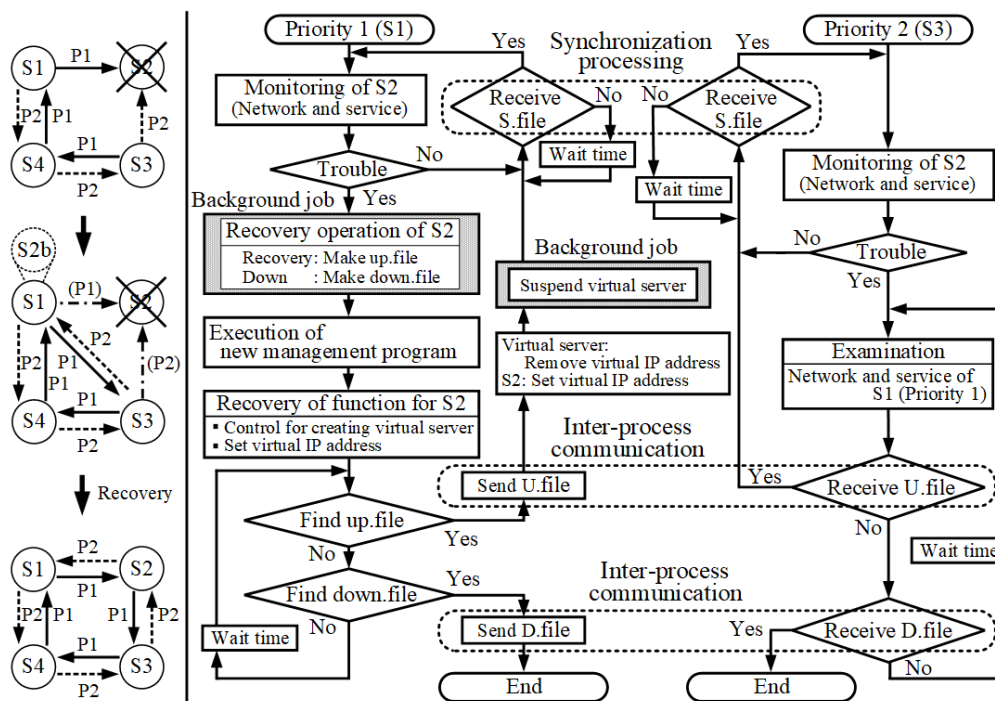 S1
P1
S2
P2
P1
P2
S4
P1
S3
P2
S2b
S1
(P1)
S2
P2
P2
P1
P1
(P2)
S4
P1
S3
P2
Recovery
P2
S1
S2
P1
P2
P1
P1
P2
S4
P1
S3
P2
Priority 1 (S1)
Monitoring of S2
(Network and service)
Trouble
No
Yes
Background job
Recovery operation of S2
Recovery: Make up.file
Down : Make down.file
Execution of
new management program
Recovery of function for S2
▪ Control for creating virtual server
▪ Set virtual IP address
Find up.file
Yes
No
Find down.file
Yes
No
Wait time
Yes
Synchronization
processing
Receive
S.file
No
Wait time
Background job
Suspend virtual server
Virtual server:
Remove virtual IP address
S2: Set virtual IP address
Inter-process
communication
Send U.file
Inter-process
communication
Send D.file
End
Yes
Receive
S.file
No
Wait time
Priority 2 (S3)
Monitoring of S2
(Network and service)
No
Trouble
Yes
Examination
Network and service of
S1 (Priority 1)
Yes
Receive U.file
No
Wait time
Yes
Receive D.file
No
End